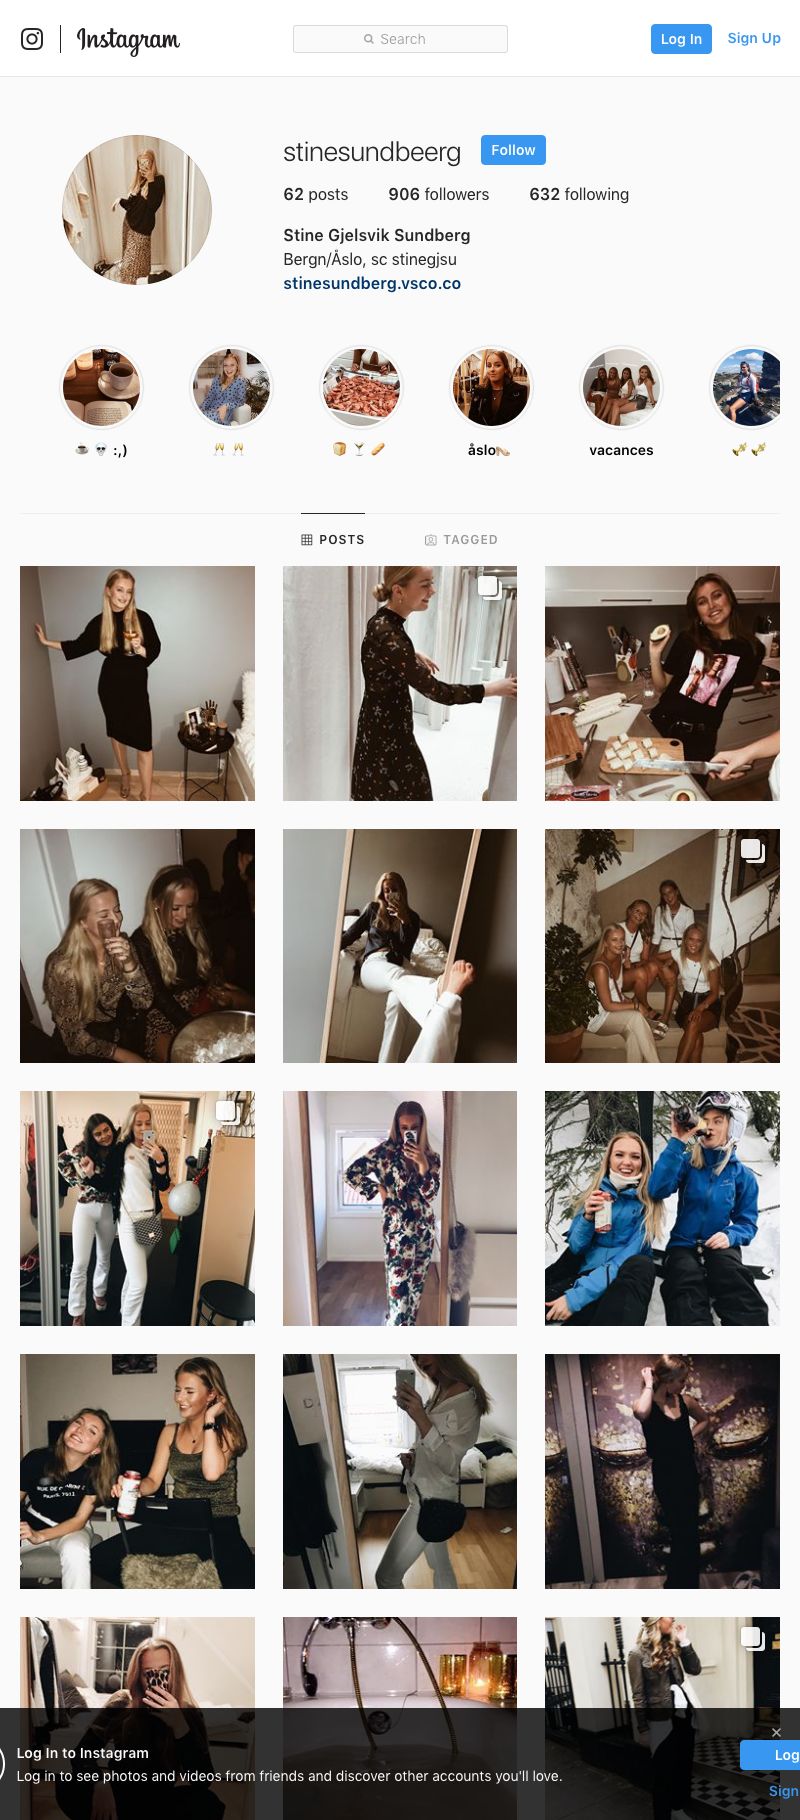 Instagram
Search
Log In
Sign Up
stinesundbeerg
Follow
62 posts
906 followers
632 following
Stine Gjelsvik Sundberg
Bergn/Åslo, sc stinegjsu
stinesundberg.vsco.co
☕💀 :,)
🥂 🥂
🍞🍸🥖
åslo
vacances
POSTS
TAGGED
Log In to Instagram
Log in to see photos and videos from friends and discover other accounts you'll love.
Log
Sign